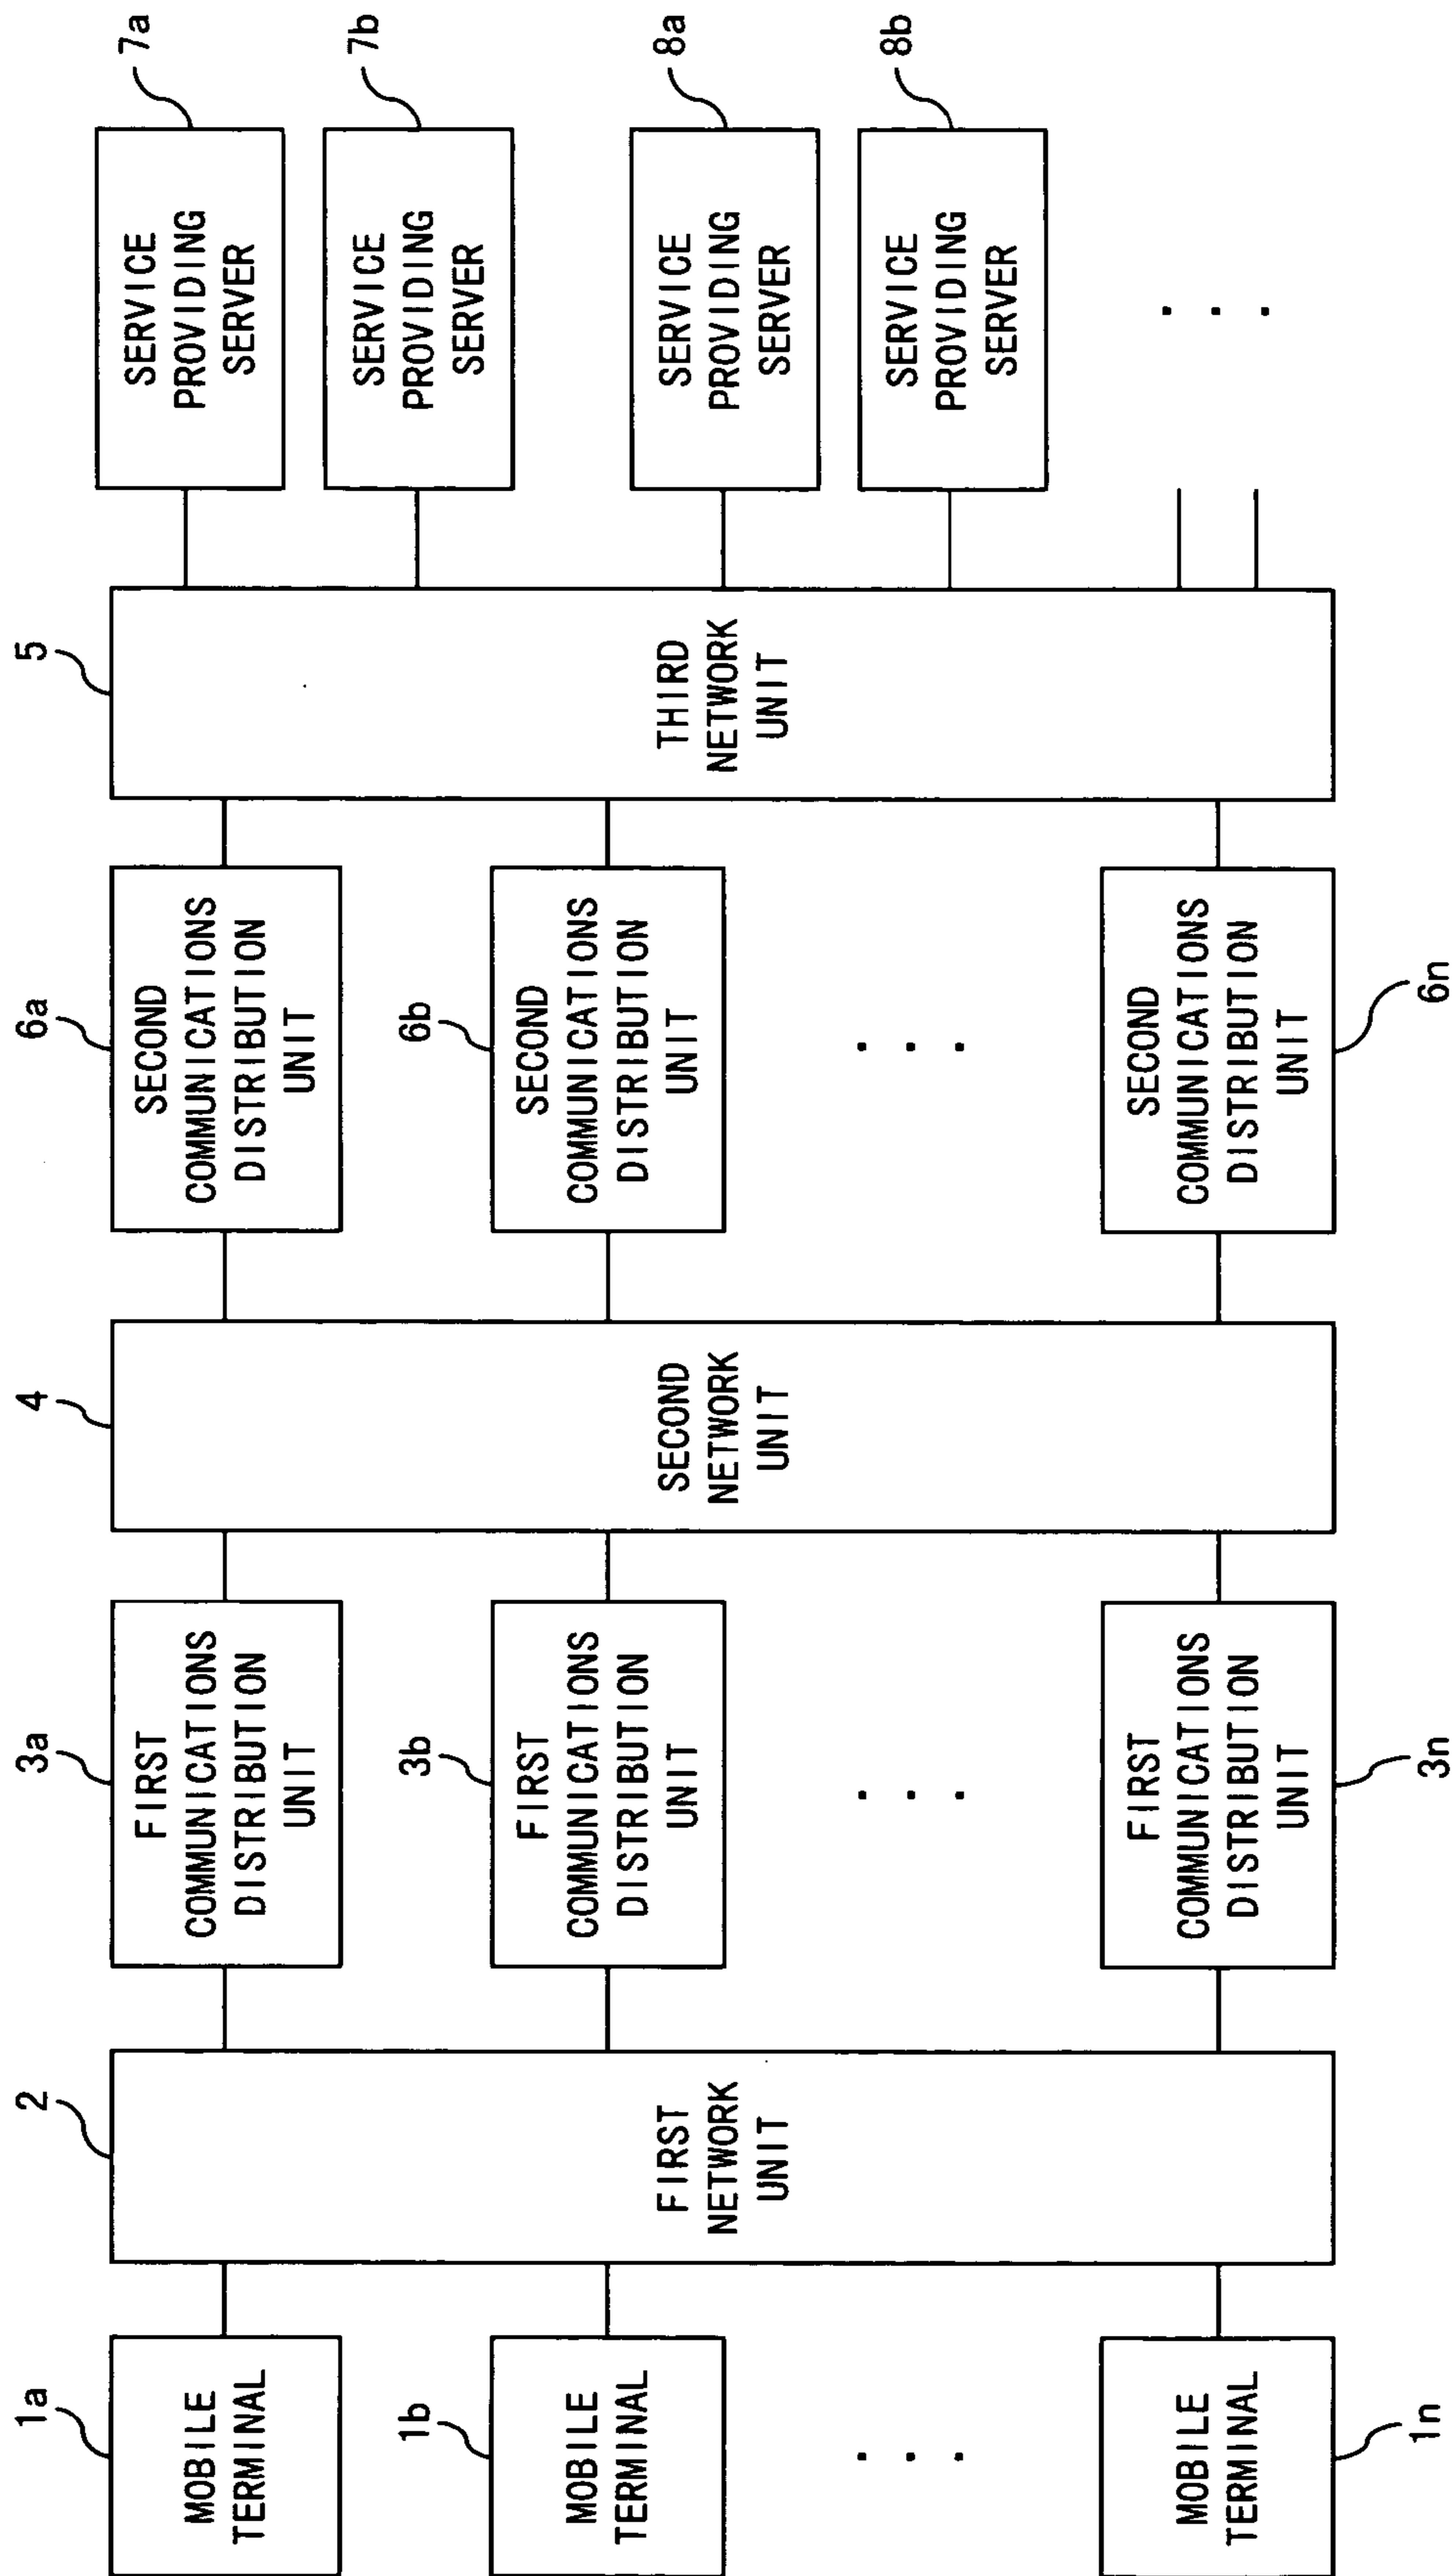 1a
MOBILE
TERMINAL
1b
MOBILE
TERMINAL
. . .
MOBILE
TERMINAL
1n
2
FIRST
NETWORK
UNIT
3a
FIRST
COMMUNICATIONS
DISTRIBUTION
UNIT
3b
FIRST
COMMUNICATIONS
DISTRIBUTION
UNIT
. . .
FIRST
COMMUNICATIONS
DISTRIBUTION
UNIT
3n
4
SECOND
NETWORK
UNIT
6a
SECOND
COMMUNICATIONS
DISTRIBUTION
UNIT
6b
SECOND
COMMUNICATIONS
DISTRIBUTION
UNIT
. . .
SECOND
COMMUNICATIONS
DISTRIBUTION
UNIT
6n
5
THIRD
NETWORK
UNIT
SERVICE
PROVIDING
SERVER
7a
SERVICE
PROVIDING
SERVER
7b
SERVICE
PROVIDING
SERVER
8a
SERVICE
PROVIDING
SERVER
8b
. . .